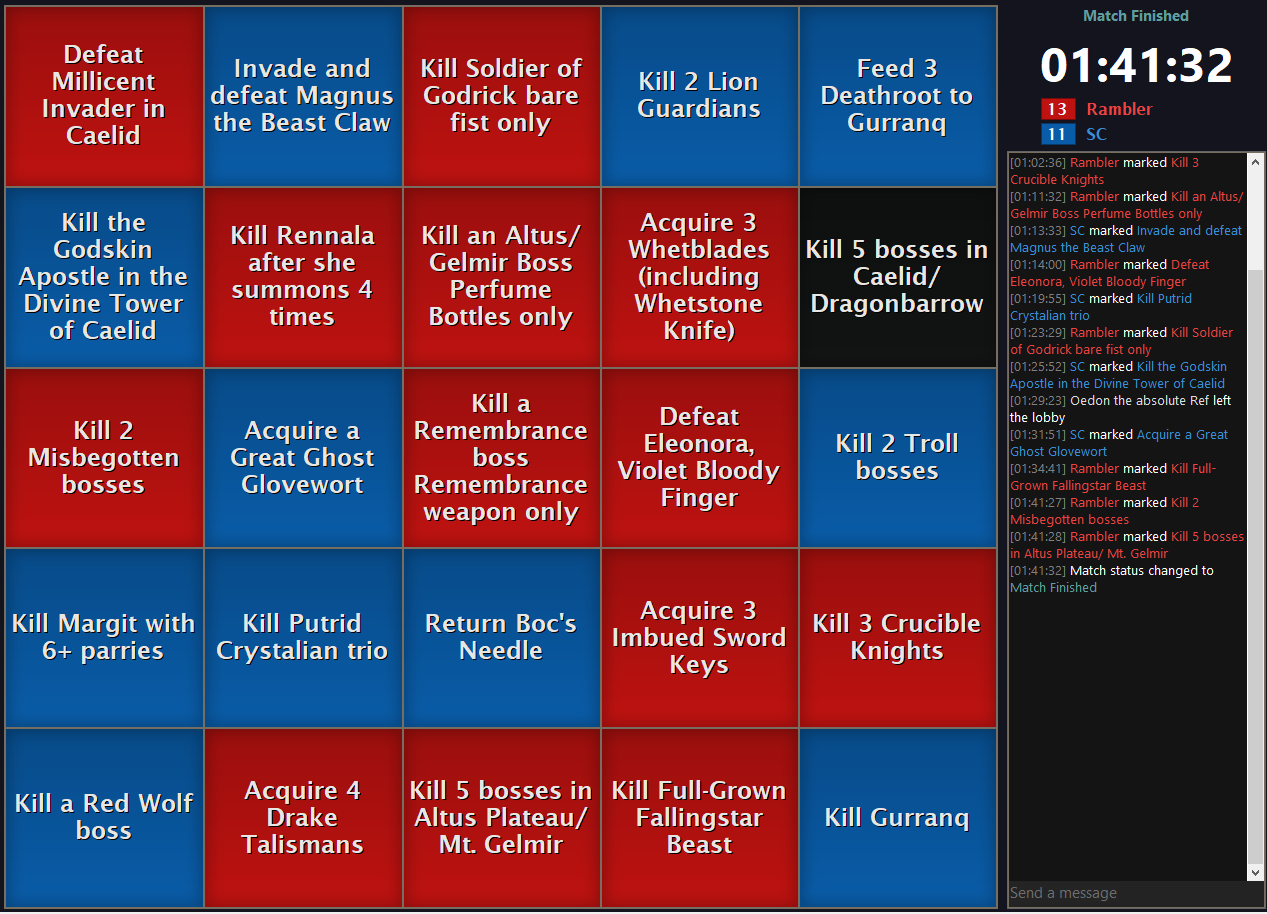 Defeat
Millicent
Invader in
Caelid
Invade and
defeat Magnus
the Beast Claw
Kill Soldier of
Godrick bare
fist only
Kill 2 Lion
Guardians
Feed 3
Deathroot to
Gurranq
Kill the
Godskin
Apostle in the
Divine Tower
of Caelid
Kill Rennala
after she
summons 4
times
Kill an Altus/
Gelmir Boss
Perfume
Bottles only
Acquire 3
Whetblades
(including
Whetstone
Knife)
Kill 5 bosses in
Caelid/
Dragonbarrow
Kill 2
Misbegotten
bosses
Acquire a
Great Ghost
Glovewort
Kill a
Remembrance
boss
Remembrance
weapon only
Defeat
Eleonora,
Violet Bloody
Finger
Kill 2 Troll
bosses
Kill Margit with
6+ parries
Kill Putrid
Crystalian trio
Return Boc's
Needle
Acquire 3
Imbued Sword
Keys
Kill 3 Crucible
Knights
Kill a Red Wolf
boss
Acquire 4
Drake
Talismans
Kill 5 bosses in
Altus Plateau/
Mt. Gelmir
Kill Full-Grown
Fallingstar
Beast
Kill Gurranq
Match Finished
01:41:32
13 Rambler
11 SC
[01:02:36] Rambler marked Kill 3
Crucible Knights
[01:11:32] Rambler marked Kill an Altus/
Gelmir Boss Perfume Bottles only
[01:13:33] SC marked Invade and defeat
Magnus the Beast Claw
[01:14:00] Rambler marked Defeat
Eleonora, Violet Bloody Finger
[01:19:55] SC marked Kill Putrid
Crystalian trio
[01:23:29] Rambler marked Kill Soldier
of Godrick bare fist only
[01:25:52] SC marked Kill the Godskin
Apostle in the Divine Tower of Caelid
[01:29:23] Oedon the absolute Ref left
the lobby
[01:31:51] SC marked Acquire a Great
Ghost Glovewort
[01:34:41] Rambler marked Kill Full-
Grown Fallingstar Beast
[01:41:27] Rambler marked Kill 2
Misbegotten bosses
[01:41:28] Rambler marked Kill 5 bosses
in Altus Plateau/ Mt. Gelmir
[01:41:32] Match status changed to
Match Finished
Send a message